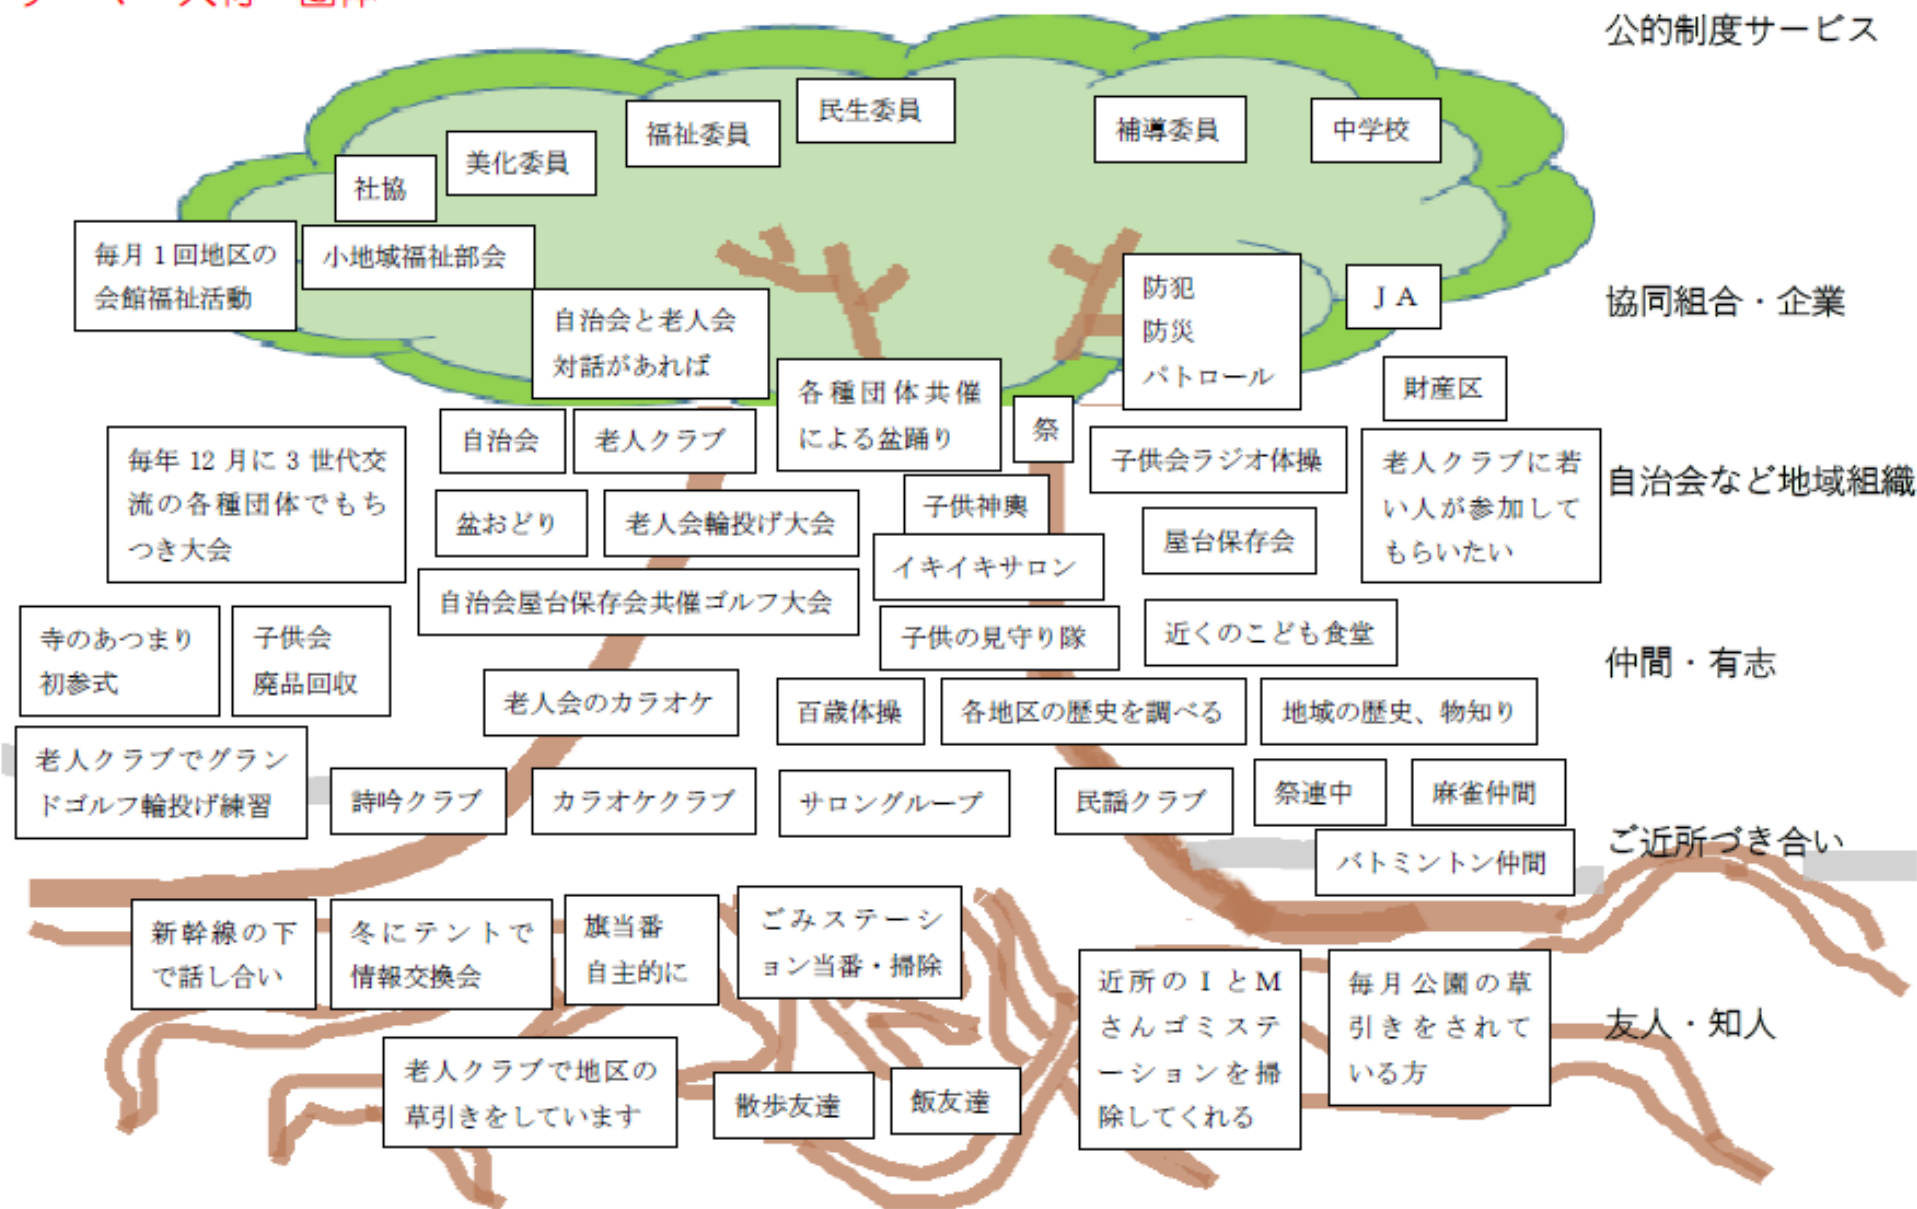 公的制度サービス
民生委員
福祉委員
補導委員
中学校
美化委員
社協
毎月1回地区の
会館福祉活動
小地域福祉部会
自治会と老人会
対話があれば
防犯
防災
パトロール
JA
協同組合・企業
各種団体共催
による盆踊り
祭
財産区
毎年12月に3世代交
流の各種団体でもち
つき大会
自治会
老人クラブ
子供会ラジオ体操
老人クラブに若
い人が参加して
もらいたい
自治会など地域組織
盆おどり
老人会輪投げ大会
子供神輿
イキイキサロン
屋台保存会
自治会屋台保存会共催ゴルフ大会
寺のあつまり
初参式
子供会
廃品回収
子供の見守り隊
近くのこども食堂
仲間・有志
老人会のカラオケ
百歳体操
各地区の歴史を調べる
地域の歴史、物知り
老人クラブでグラン
ドゴルフ輪投げ練習
詩吟クラブ
カラオケクラブ
サロングループ
民謡クラブ
祭連中
麻雀仲間
バトミントン仲間
ご近所づき合い
新幹線の下
で話し合い
冬にテントで
情報交換会
旗当番
自主的に
ごみステーシ
ョン当番・掃除
近所のIとM
さんゴミステ
ーションを掃
除してくれる
毎月公園の草
引きをされて
いる方
友人・知人
老人クラブで地区の
草引きをしています
散歩友達
飯友達